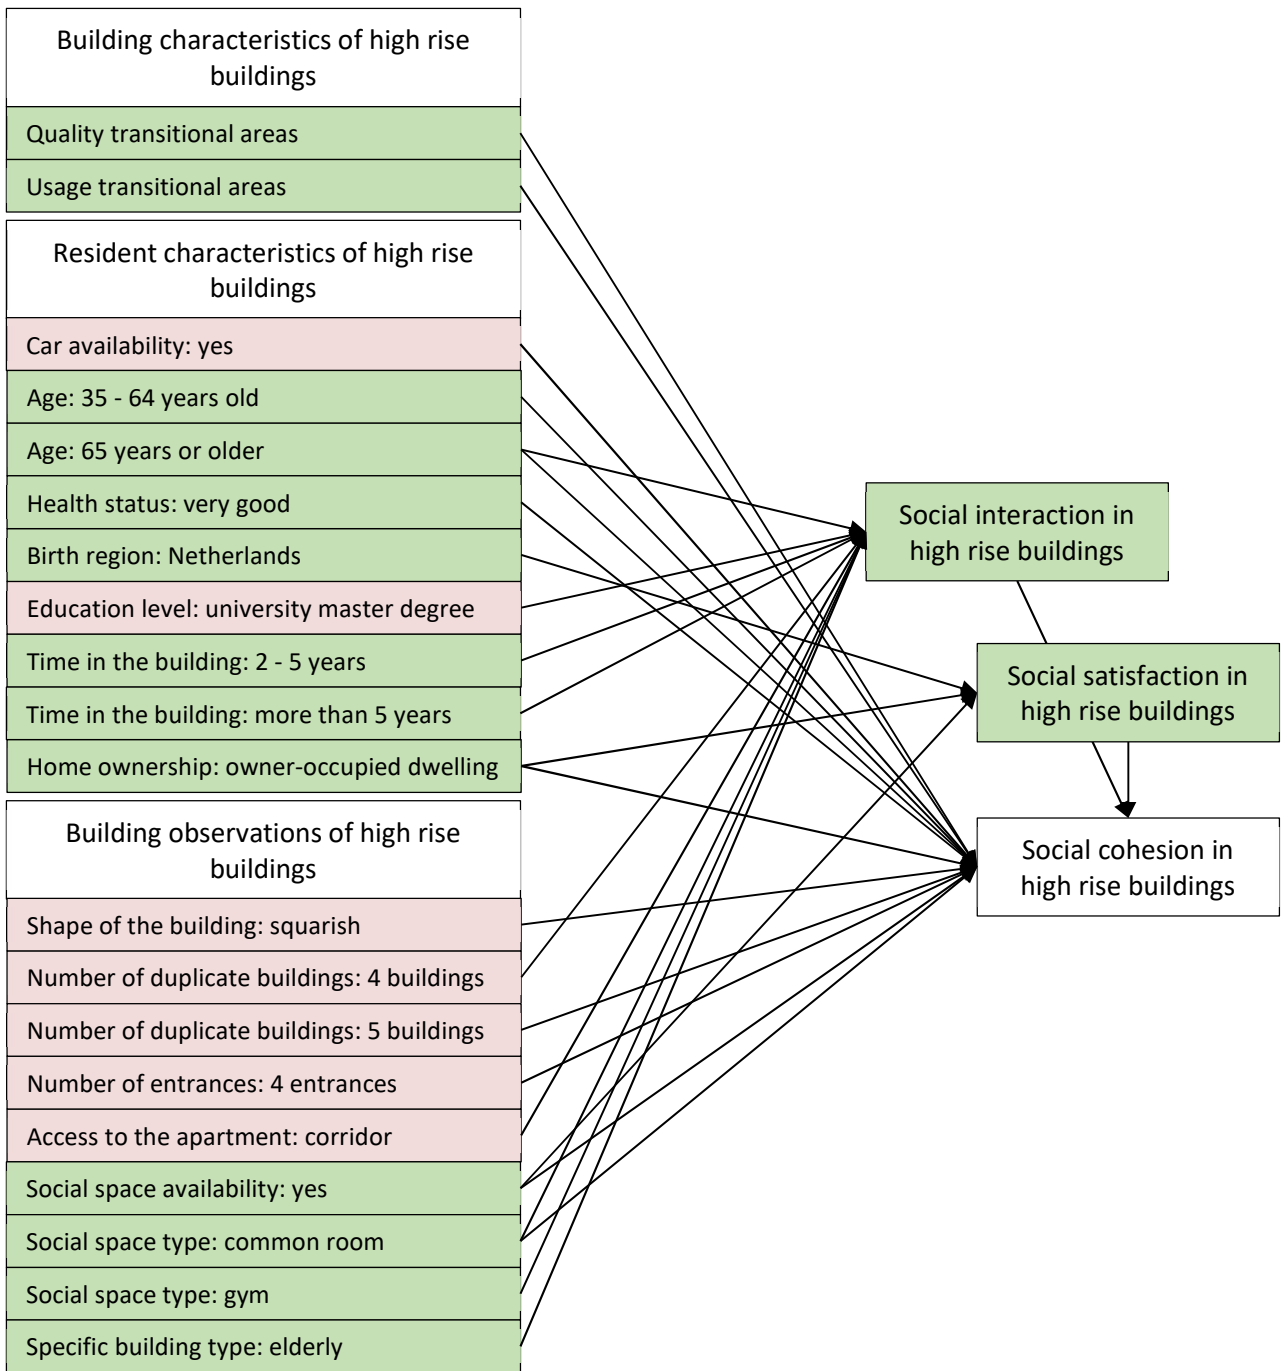 Building characteristics of high rise
buildings
Quality transitional areas
Usage transitional areas
Resident characteristics of high rise
buildings
Car availability: yes
Age: 35 - 64 years old
Age: 65 years or older
Health status: very good
Birth region: Netherlands
Education level: university master degree
Time in the building: 2 - 5 years
Time in the building: more than 5 years
Home ownership: owner-occupied dwelling
Building observations of high rise
buildings
Shape of the building: squarish
Number of duplicate buildings: 4 buildings
Number of duplicate buildings: 5 buildings
Number of entrances: 4 entrances
Access to the apartment: corridor
Social space availability: yes
Social space type: common room
Social space type: gym
Specific building type: elderly
Social interaction in
high rise buildings
Social satisfaction in
high rise buildings
Social cohesion in
high rise buildings